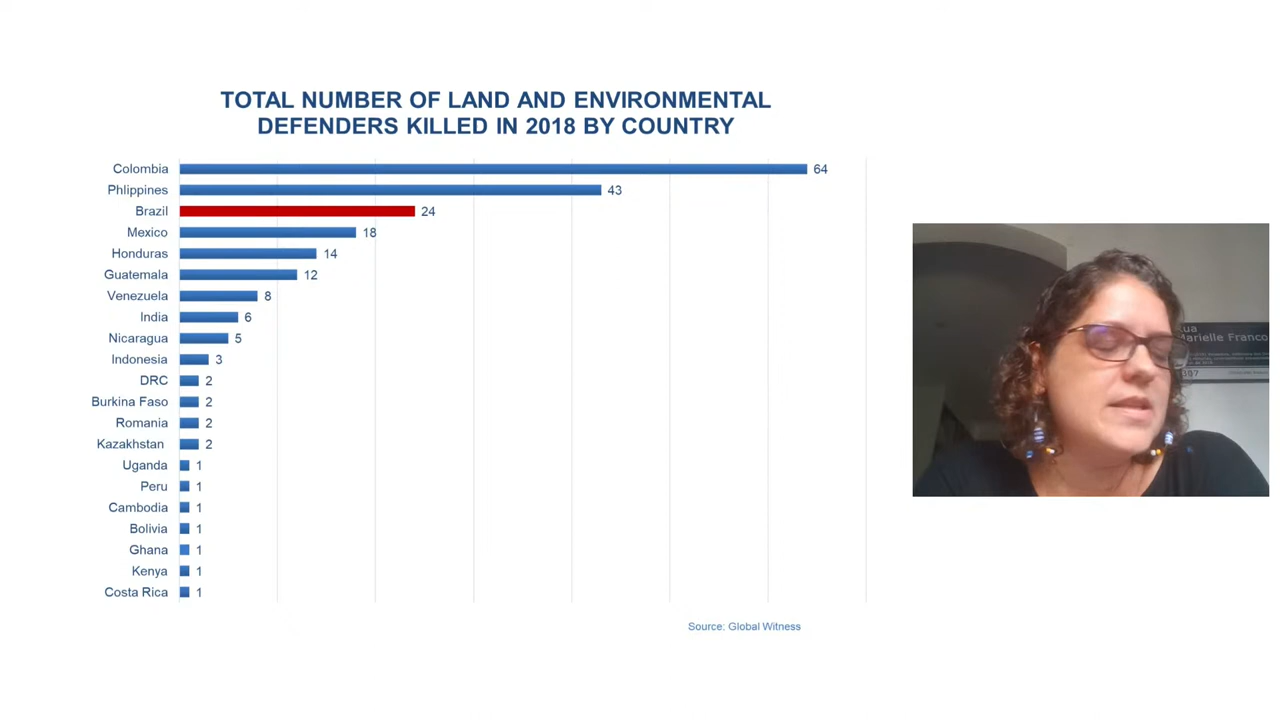 TOTAL NUMBER OF LAND AND ENVIRONMENTAL
DEFENDERS KILLED IN 2018 BY COUNTRY
Colombia 64
Phlippines 43
Brazil 24
Mexico 18
Honduras 14
Guatemala 12
Venezuela 8
India 6
Nicaragua 5
Indonesia 3
DRC 2
Burkina Faso 2
Romania 2
Kazakhstan 2
Uganda 1
Peru 1
Cambodia 1
Bolivia 1
Ghana 1
Kenya 1
Costa Rica 1
Source: Global Witness
Marielle Franco